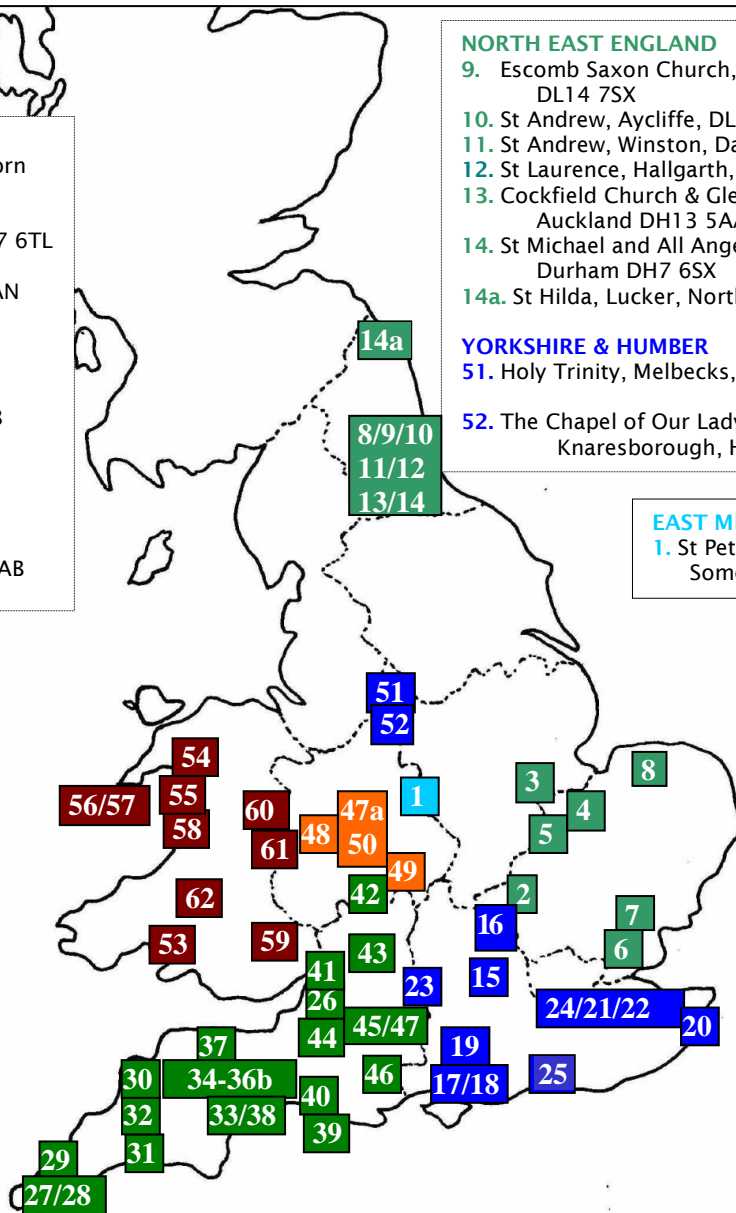 NORTH EAST ENGLAND
9. Escomb Saxon Church,
DL14 7SX
10. St Andrew, Aycliffe, DL
11. St Andrew, Winston, Da
12. St Laurence, Hallgarth,
13. Cockfield Church & Gle
Auckland DH13 5AA
14. St Michael and All Ange
Durham DH7 6SX
14a. St Hilda, Lucker, North
YORKSHIRE & HUMBER
51. Holy Trinity, Melbecks,
52. The Chapel of Our Lady
Knaresborough, H
orn
7 6TL
AN
AB
EAST M
1. St Pet
Some
14a
8/9/10
11/12
13/14
51
52
54
56/57
55
58
60
61
48
47a
50
49
1
3
8
4
5
62
53
59
42
43
41
26
44
45/47
23
16
2
15
7
6
24/21/22
20
19
17/18
25
37
30
34-36b
32
33/38
40
46
39
29
31
27/28